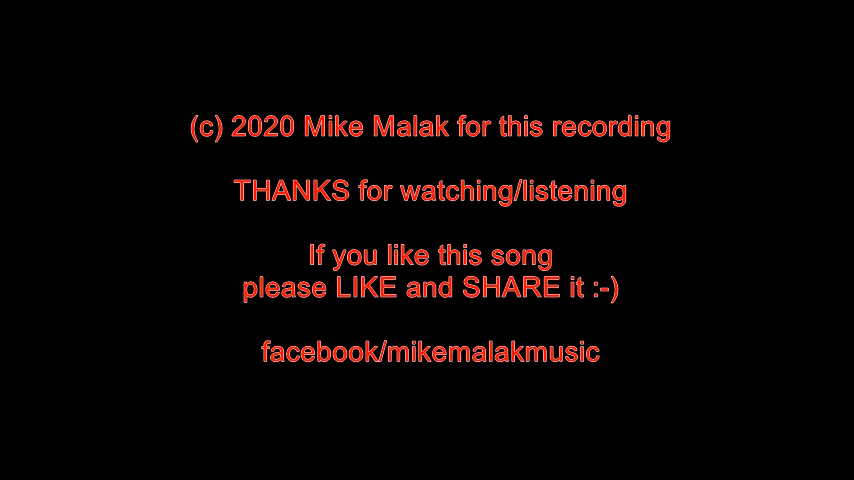 (c) 2020 Mike Malak for this recording
THANKS for watching/listening
If you like this song
please LIKE and SHARE it :-)
facebook/mikemalakmusic